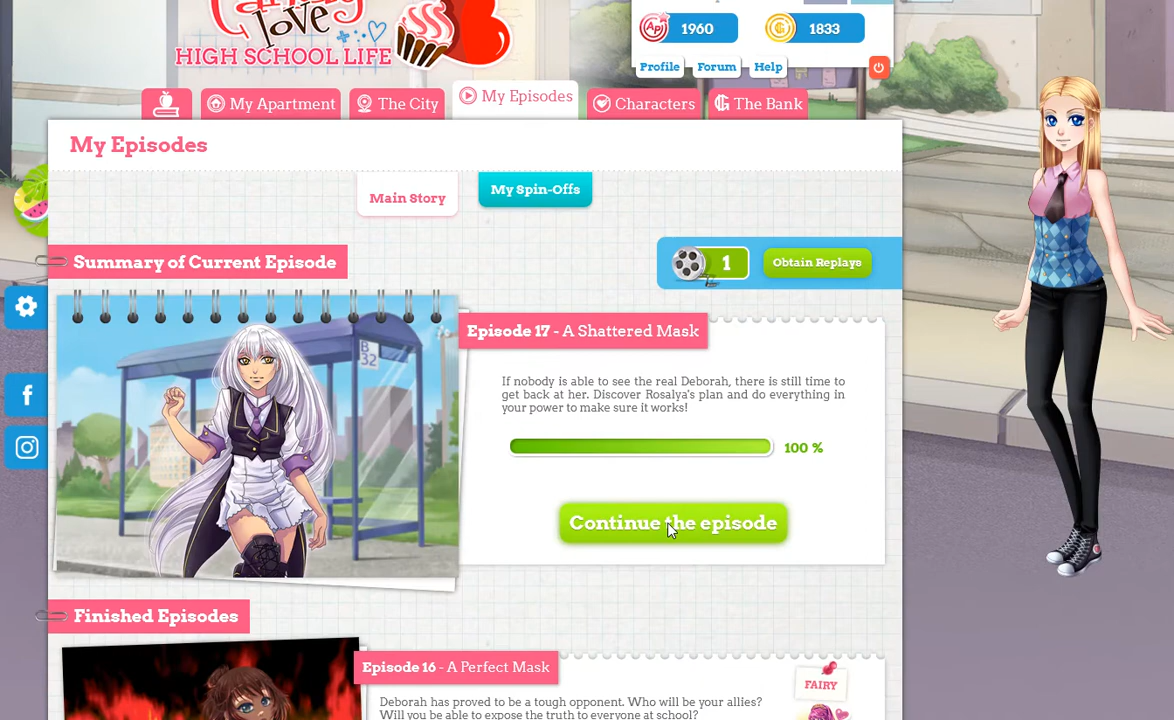 Love
HIGH SCHOOL LIFE
Apj 1960
1833
Profile Forum Help
My Apartment
The City
My Episodes
Characters
The Bank
My Episodes
Main Story
My Spin-Offs
Summary of Current Episode
1
Obtain Replays
B
32
Episode 17 - A Shattered Mask
If nobody is able to see the real Deborah, there is still time to
get back at her. Discover Rosalya's plan and do everything in
your power to make sure it works!
100 %
Continue the episode
Finished Episodes
Episode 16 - A Perfect Mask
FAIRY
Deborah has proved to be a tough opponent. Who will be your allies?
Will you be able to expose the truth to everyone at school?